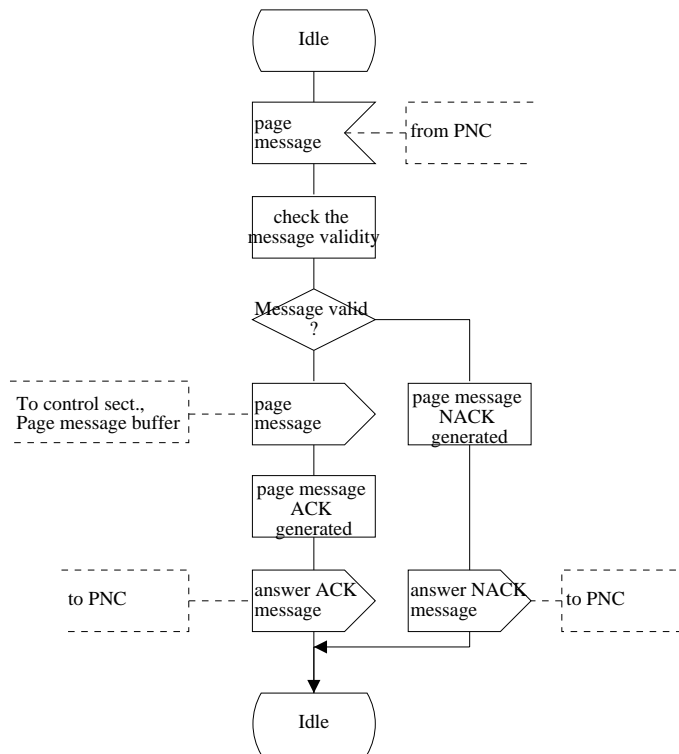 Idle
page
message
from PNC
check the
message validity
Message valid
?
To control sect.,
Page message buffer
page
message
page message
NACK
generated
page message
ACK
generated
to PNC
answer ACK
message
answer NACK
message
to PNC
Idle